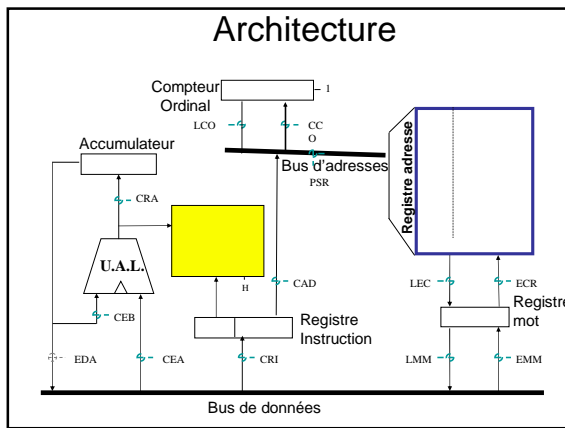 Architecture
Compteur
Ordinal
1
LCO
CC
O
Bus d'adresses
PSR
Registre adresse
Accumulateur
CRA
U.A.L.
H
CAD
LEC
ECR
CEB
Registre
Instruction
Registre
mot
EDA
CEA
CRI
LMM
EMM
Bus de données